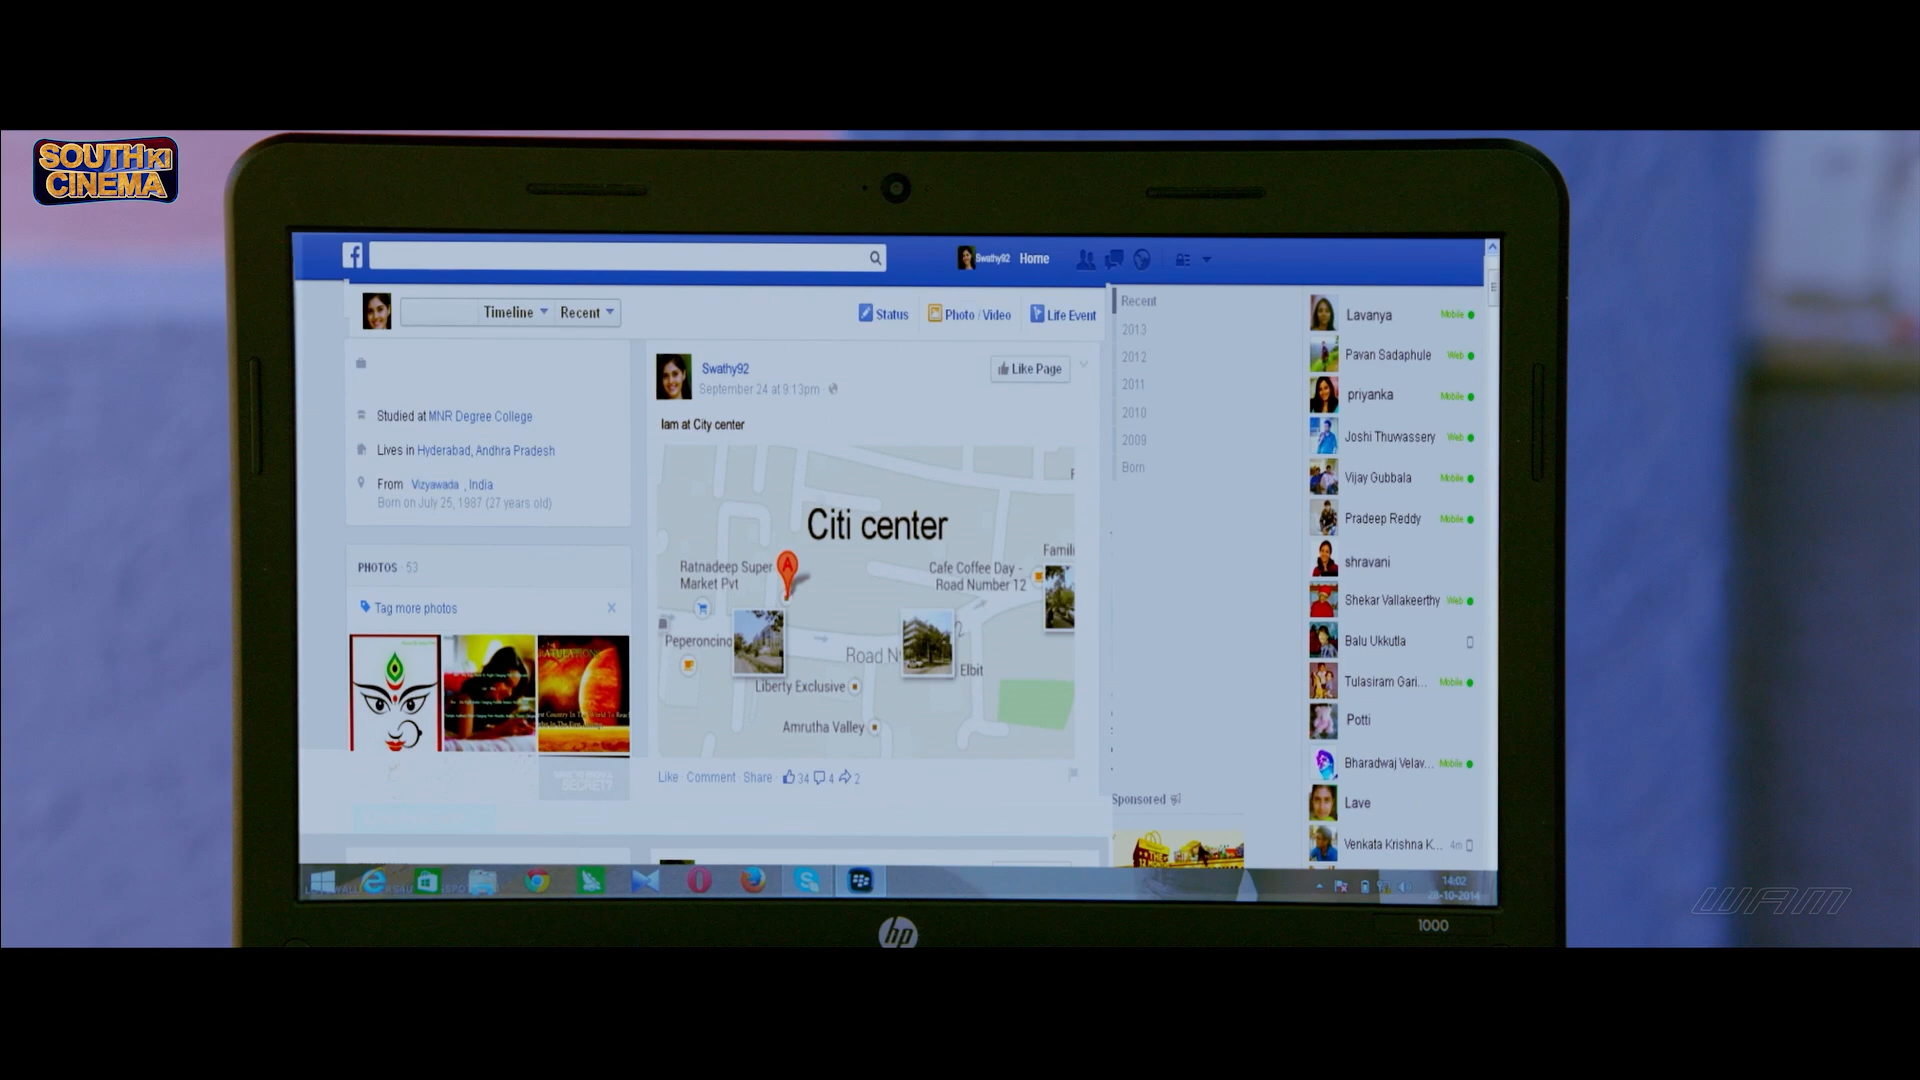 SOUTH KI
CINEMA
Swathy92 Home
Timeline Recent
Status Photo / Video Life Event
Studied at MNR Degree College
Lives in Hyderabad, Andhra Pradesh
From Vizyawada , India
Born on July 25, 1987 (27 years old)
PHOTOS · 53
Tag more photos
Swathy92
September 24 at 9:13pm
Like Page
Iam at City center
Citi center
Ratnadeep Super
Market Pvt
A
Cafe Coffee Day -
Road Number 12
Famili
Peperoncino
Road N
2
Elbit
Liberty Exclusive
Amrutha Valley
Like Comment Share 34 4 2
Recent
2013
2012
2011
2010
2009
Born
Sponsored
Lavanya Mobile
Pavan Sadaphule Web
priyanka Mobile
Joshi Thuwassery Web
Vijay Gubbala Mobile
Pradeep Reddy Mobile
shravani
Shekar Vallakeerthy Web
Balu Ukkutla
Tulasiram Gari... Mobile
Potti
Bharadwaj Velav... Mobile
Lave
Venkata Krishna K... 4m
14:02
28-10-2014
hp
1000
WAM